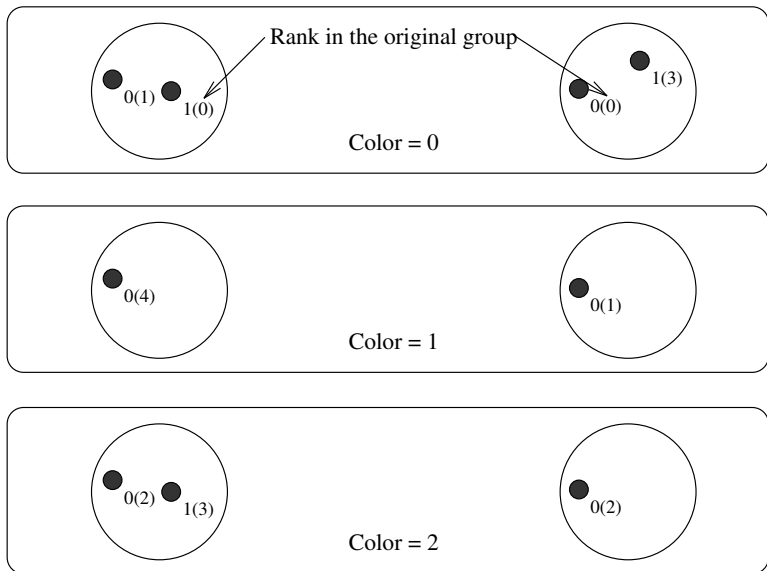 Rank in the original group
0(1)
1(0)
0(0)
1(3)
Color = 0
0(4)
0(1)
Color = 1
0(2)
1(3)
0(2)
Color = 2